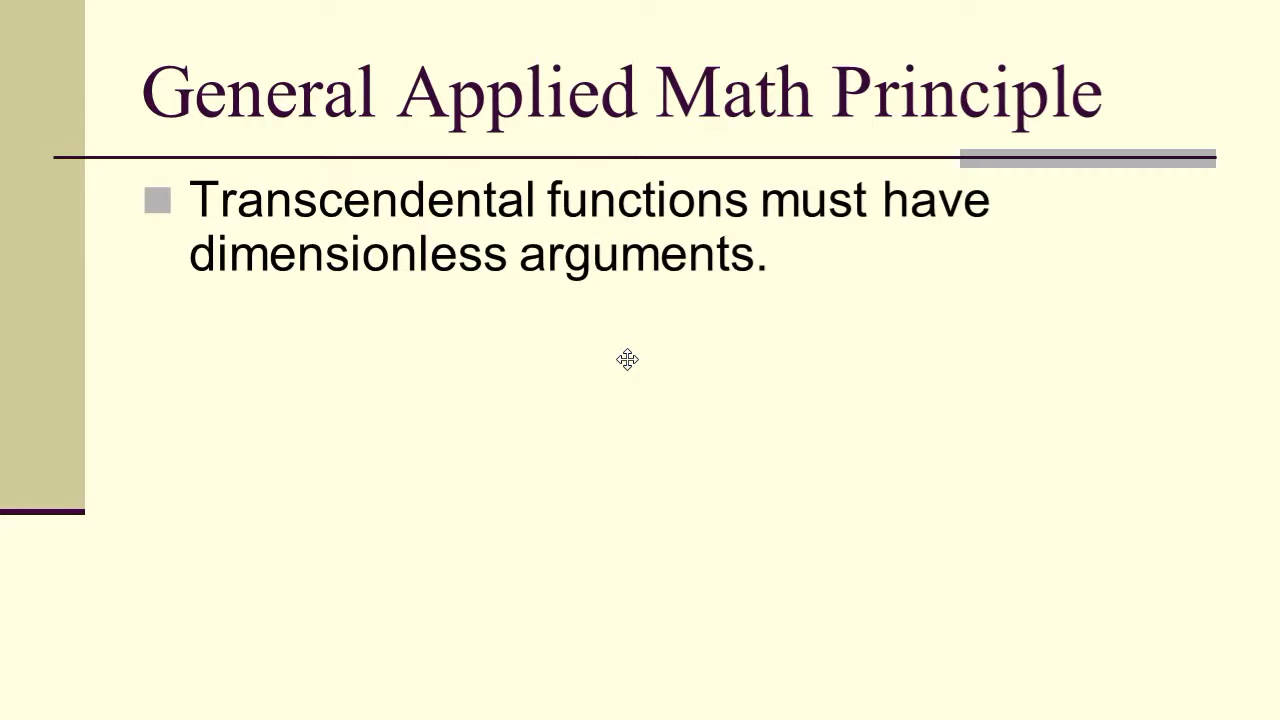 General Applied Math Principle
Transcendental functions must have
dimensionless arguments.